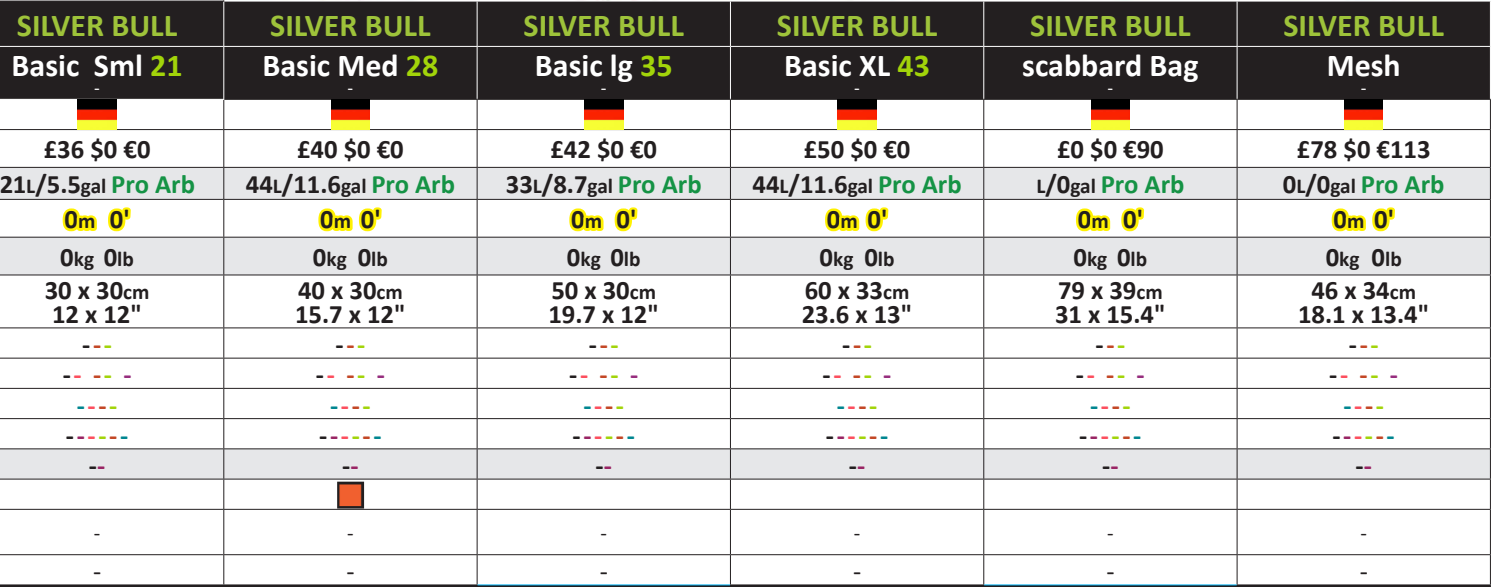 SILVER BULL SILVER BULL SILVER BULL SILVER BULL SILVER BULL SILVER BULL
Basic Sml 21 Basic Med 28 Basic lg 35 Basic XL 43 scabbard Bag Mesh
- - - - - -
£36 $0 €0 £40 $0 €0 £42 $0 €0 £50 $0 €0 £0 $0 €90 £78 $0 €113
21L/5.5gal Pro Arb 44L/11.6gal Pro Arb 33L/8.7gal Pro Arb 44L/11.6gal Pro Arb L/0gal Pro Arb 0L/0gal Pro Arb
0m 0' 0m 0' 0m 0' 0m 0' 0m 0' 0m 0'
0kg 0lb 0kg 0lb 0kg 0lb 0kg 0lb 0kg 0lb 0kg 0lb
30 x 30cm 40 x 30cm 50 x 30cm 60 x 33cm 79 x 39cm 46 x 34cm
12 x 12" 15.7 x 12" 19.7 x 12" 23.6 x 13" 31 x 15.4" 18.1 x 13.4"
--- --- --- --- --- ---
-- -- - -- -- - -- -- - -- -- - -- -- - -- -- -
---- ---- ---- ---- ---- ----
------ ------ ------ ------ ------ ------
-- -- -- -- -- --
- - - - - -
- - - - - -